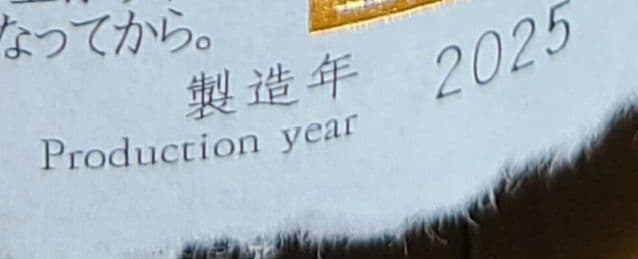 なってから。
製造年 2025
Production year